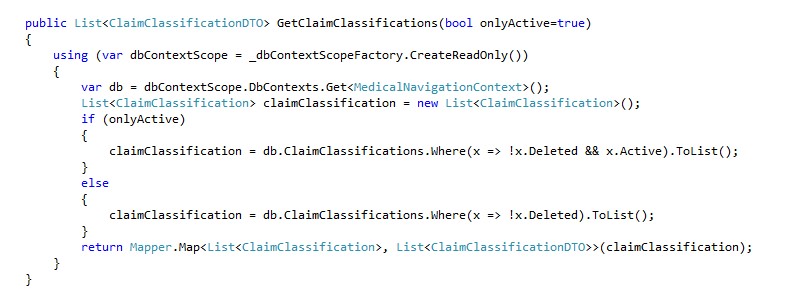 public List<ClaimClassificationDTO> GetClaimClassifications(bool onlyActive=true)
{
    using (var dbContextScope = _dbContextScopeFactory.CreateReadOnly())
    {
        var db = dbContextScope.DbContexts.Get<MedicalNavigationContext>();
        List<ClaimClassification> claimClassification = new List<ClaimClassification>();
        if (onlyActive)
        {
            claimClassification = db.ClaimClassifications.Where(x => !x.Deleted && x.Active).ToList();
        }
        else
        {
            claimClassification = db.ClaimClassifications.Where(x => !x.Deleted).ToList();
        }
        return Mapper.Map<List<ClaimClassification>, List<ClaimClassificationDTO>>(claimClassification);
    }
}